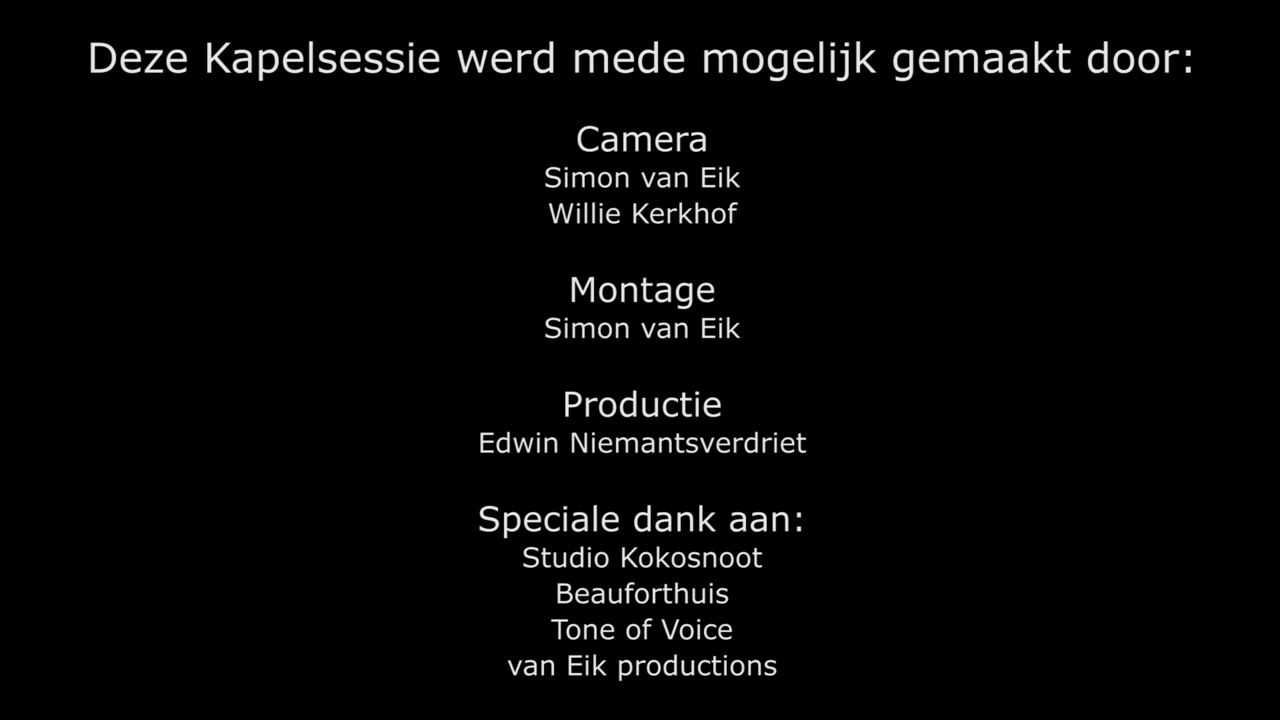 Deze Kapelsessie werd mede mogelijk gemaakt door:
Camera
Simon van Eik
Willie Kerkhof
Montage
Simon van Eik
Productie
Edwin Niemantsverdriet
Speciale dank aan:
Studio Kokosnoot
Beauforthuis
Tone of Voice
van Eik productions